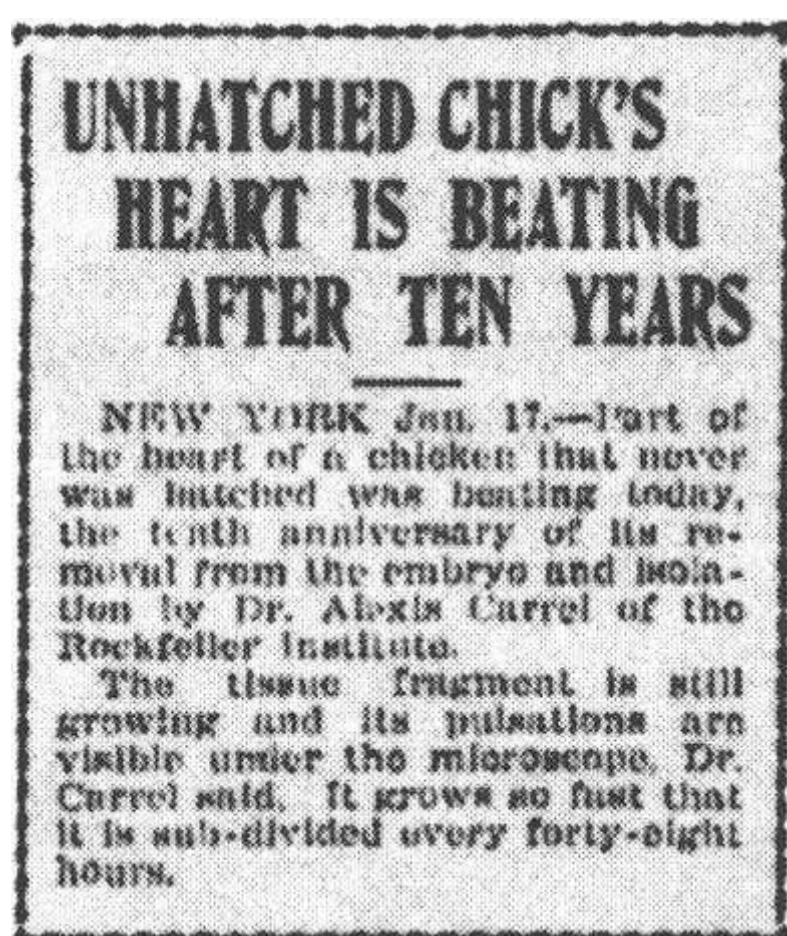 UNHATCHED CHICK'S
HEART IS BEATING
AFTER TEN YEARS
NEW YORK Jan. 17.—Part of
the heart of a chicken that never
was hatched was beating today,
the tenth anniversary of its re-
moval from the embryo and isola-
tion by Dr. Alexis Carrel of the
Rockfeller Institute.
The tissue fragment is still
growing and its pulsations are
visible under the microscope, Dr.
Carrel said. It grows so fast that
it is sub-divided every forty-eight
hours.